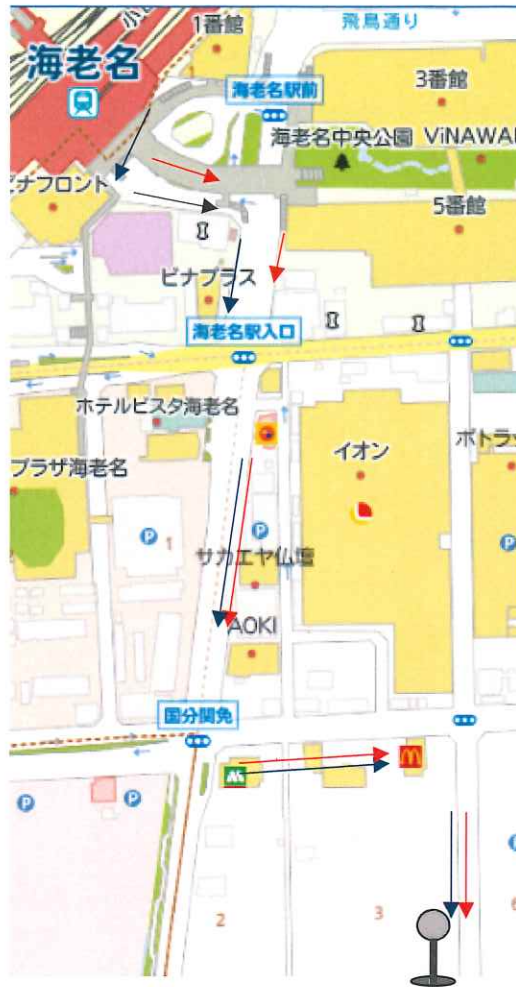 飛鳥通り
1番館
海老名
海老名駅前
3番館
海老名中央公園 ViNAWAL
ビナフロント
5番館
ビナプラス
海老名駅入口
ホテルビスタ海老名
プラザ海老名
イオン
P
1
P
P
サカエヤ仏壇
AOKI
国分関免
P
P
2
3
6